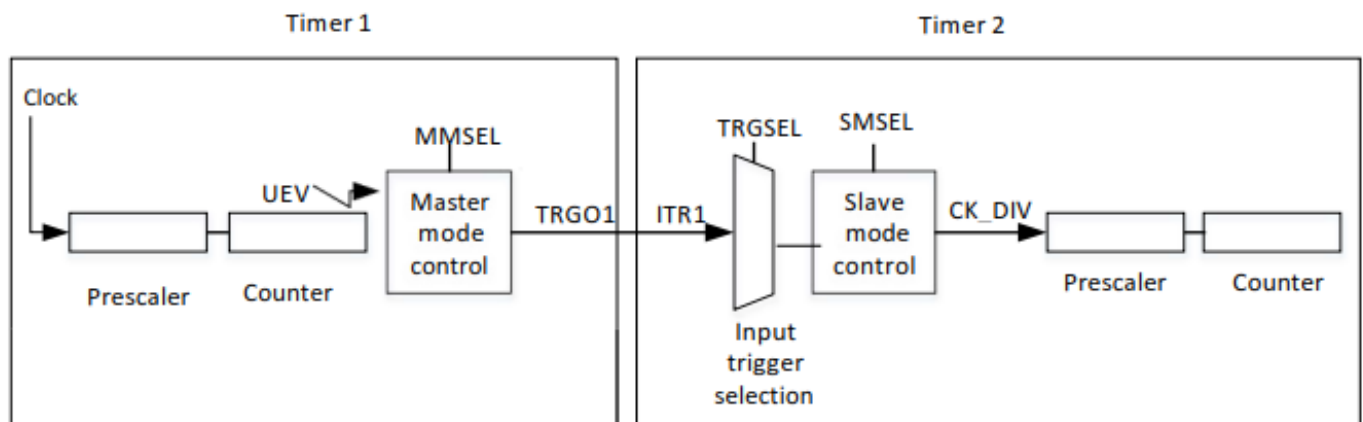 Timer 1
Timer 2
Clock
MMSEL
TRGSEL
SMSEL
UEV
Master
mode
control
TRGO1
ITR1
Slave
mode
control
CK_DIV
Prescaler
Counter
Prescaler
Counter
Input
trigger
selection